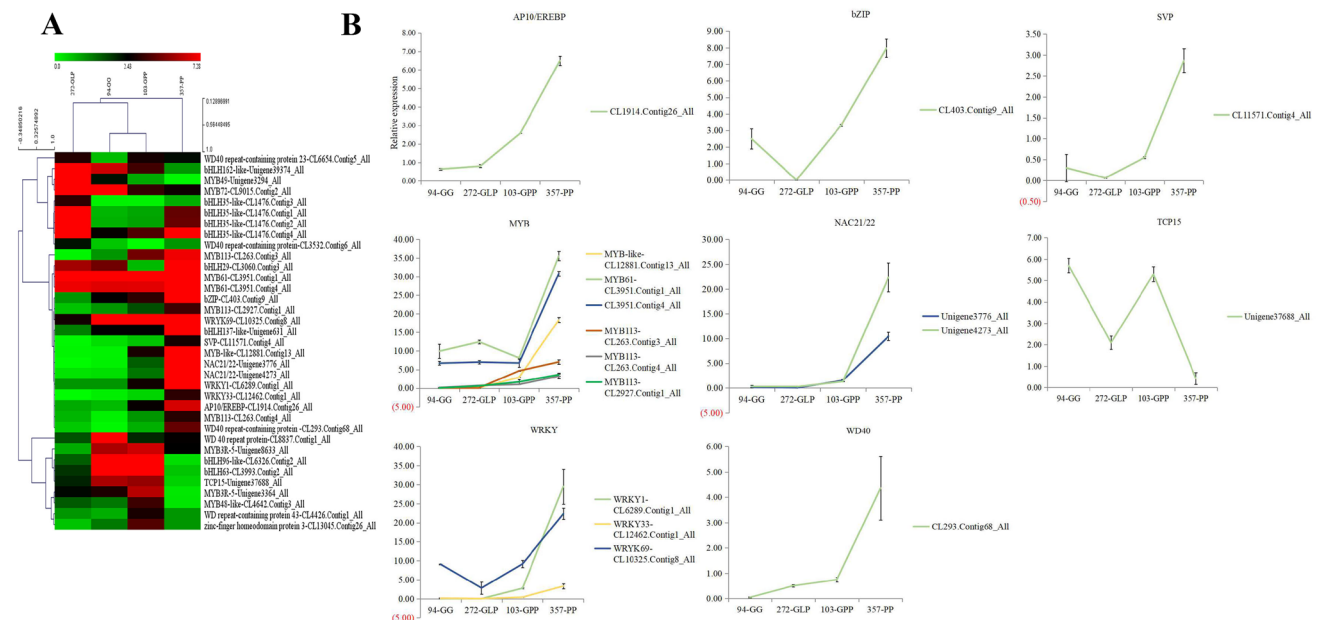 A
0.0
2.43
7.20
272-GLP
94-GG
103-GPP
357-PP
-0.34950216
0.32574892
1.0
0.56448495
1.0
WD40 repeat-containing protein 23-CL6654.Contig5_All
bHLH162-like-Unigene39374_All
MYB49-Unigene3294_All
MYB72-CL9015.Contig2_All
bHLH35-like-CL1476.Contig3_All
bHLH35-like-CL1476.Contig1_All
bHLH35-like-CL1476.Contig2_All
bHLH35-like-CL1476.Contig4_All
WD40 repeat-containing protein-CL3532.Contig6_All
MYB113-CL263.Contig3_All
bHLH29-CL3060.Contig3_All
MYB61-CL3951.Contig1_All
MYB61-CL3951.Contig4_All
bZIP-CL403.Contig9_All
MYB113-CL2927.Contig1_All
WRYK69-CL10325.Contig8_All
bHLH137-like-Unigene631_All
SVP-CL11571.Contig4_All
MYB-like-CL12881.Contig13_All
NAC21/22-Unigene3776_All
NAC21/22-Unigene4273_All
WRKY1-CL6289.Contig1_All
WRKY33-CL12462.Contig1_All
AP10/EREBP-CL1914.Contig26_All
MYB113-CL263.Contig4_All
WD40 repeat-containing protein -CL293.Contig68_All
WD 40 repeat protein-CL8837.Contig1_All
MYB3R-5-Unigene8633_All
bHLH96-like-CL6326.Contig2_All
bHLH63-CL3993.Contig2_All
TCP15-Unigene37688_All
MYB3R-5-Unigene3364_All
MYB48-like-CL4642.Contig3_All
WD repeat-containing protein 43-CL4426.Contig1_All
zinc-finger homeodomain protein 3-CL13045.Contig26_All
B
AP10/EREBP
Relative expression
8.00
7.00
6.00
5.00
4.00
3.00
2.00
1.00
0.00
94-GG
272-GLP
103-GPP
357-PP
CL1914.Contig26_All
bZIP
9.00
8.00
7.00
6.00
5.00
4.00
3.00
2.00
1.00
0.00
94-GG
272-GLP
103-GPP
357-PP
CL403.Contig9_All
SVP
3.50
3.00
2.50
2.00
1.50
1.00
0.50
0.00
(0.50)
94-GG
272-GLP
103-GPP
357-PP
CL11571.Contig4_All
MYB
40.00
35.00
30.00
25.00
20.00
15.00
10.00
5.00
0.00
(5.00)
94-GG
272-GLP
103-GPP
357-PP
MYB-like-
CL12881.Contig13_All
MYB61-
CL3951.Contig1_All
CL3951.Contig4_All
MYB113-
CL263.Contig3_All
MYB113-
CL263.Contig4_All
MYB113-
CL2927.Contig1_All
NAC21/22
30.00
25.00
20.00
15.00
10.00
5.00
0.00
(5.00)
94-GG
272-GLP
103-GPP
357-PP
Unigene3776_All
Unigene4273_All
TCP15
7.00
6.00
5.00
4.00
3.00
2.00
1.00
0.00
94-GG
272-GLP
103-GPP
357-PP
Unigene37688_All
WRKY
40.00
35.00
30.00
25.00
20.00
15.00
10.00
5.00
0.00
(5.00)
94-GG
272-GLP
103-GPP
357-PP
WRKY1-
CL6289.Contig1_All
WRKY33-
CL12462.Contig1_All
WRYK69-
CL10325.Contig8_All
WD40
6.00
5.00
4.00
3.00
2.00
1.00
0.00
94-GG
272-GLP
103-GPP
357-PP
CL293.Contig68_All